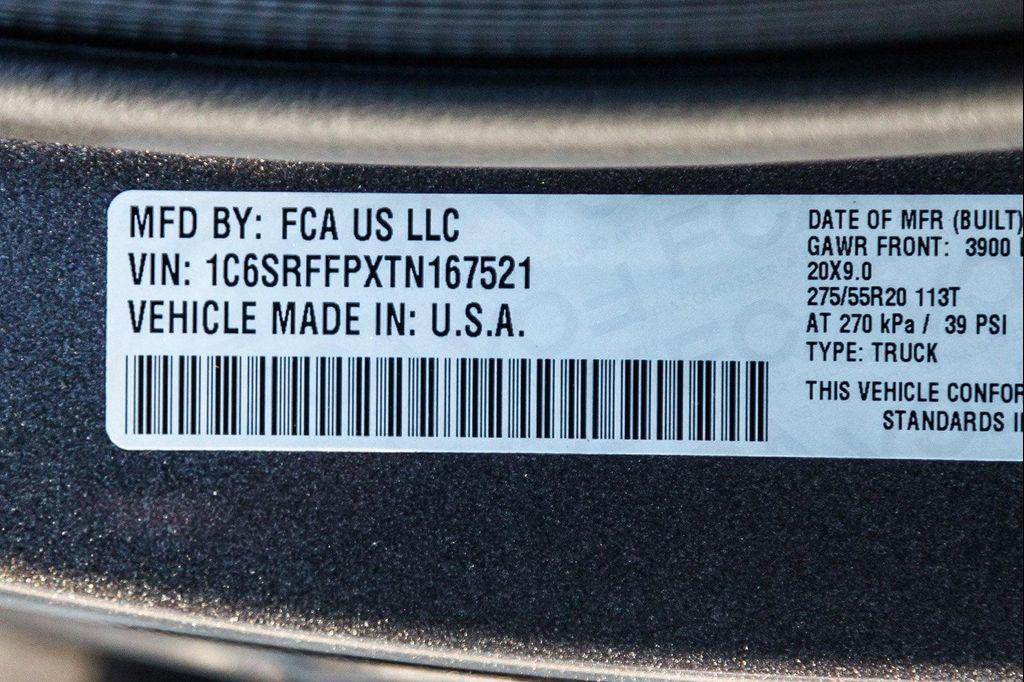 MFD BY: FCA US LLC
VIN: 1C6SRFFPXTN167521
VEHICLE MADE IN: U.S.A.
DATE OF MFR (BUILT)
GAWR FRONT: 3900
20X9.0
275/55R20 113T
AT 270 kPa / 39 PSI
TYPE: TRUCK
THIS VEHICLE CONFOR
STANDARDS